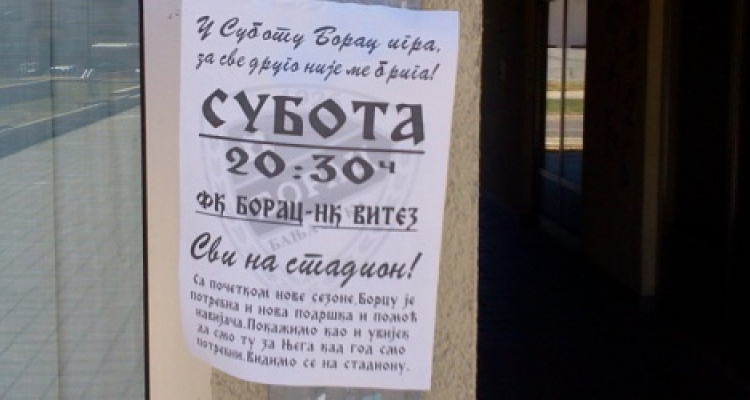 У Суботу Борац игра,
за све друго није ме брига!
СУБОТА
20:30ч
ФК БОРАЦ-НК ВИТЕЗ
Сви на стадион!
Са почетком нове сезоне,Борцу је
потребна и нова подршка и помоћ
навијача.Покажимо као и увијек
да смо ту за Њега кад год смо
потребни.Видимо се на стадиону.
БОРАЦ
БАЊА